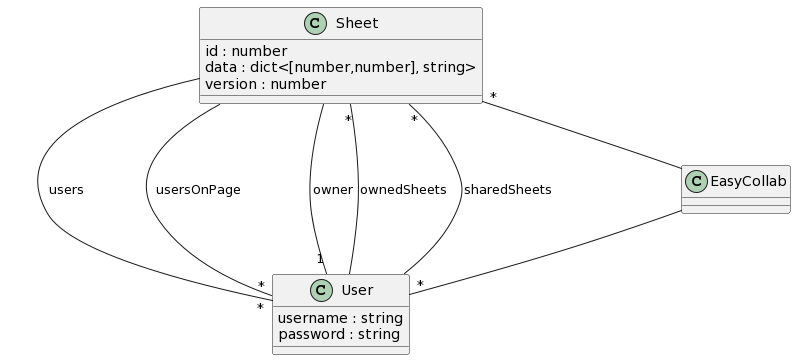 C Sheet
id : number
data : dict<[number,number], string>
version : number
*
*
*
C EasyCollab
users
usersOnPage
owner
ownedSheets
sharedSheets
1
*
*
*
C User
username : string
password : string